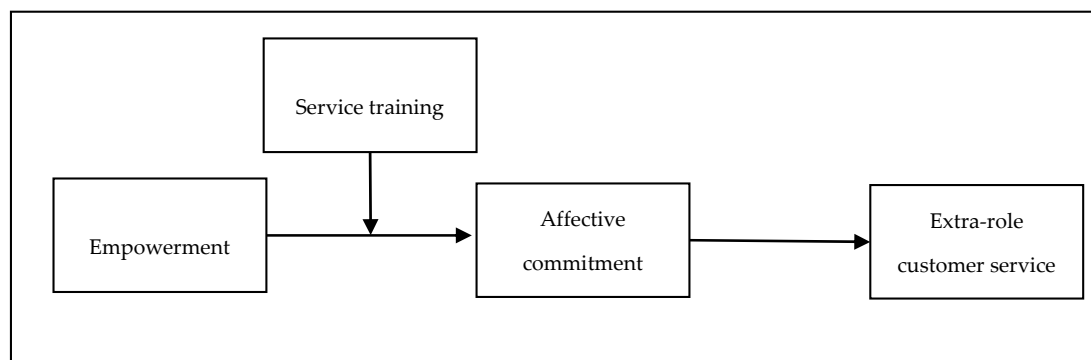 Service training
Empowerment
Affective
commitment
Extra-role
customer service